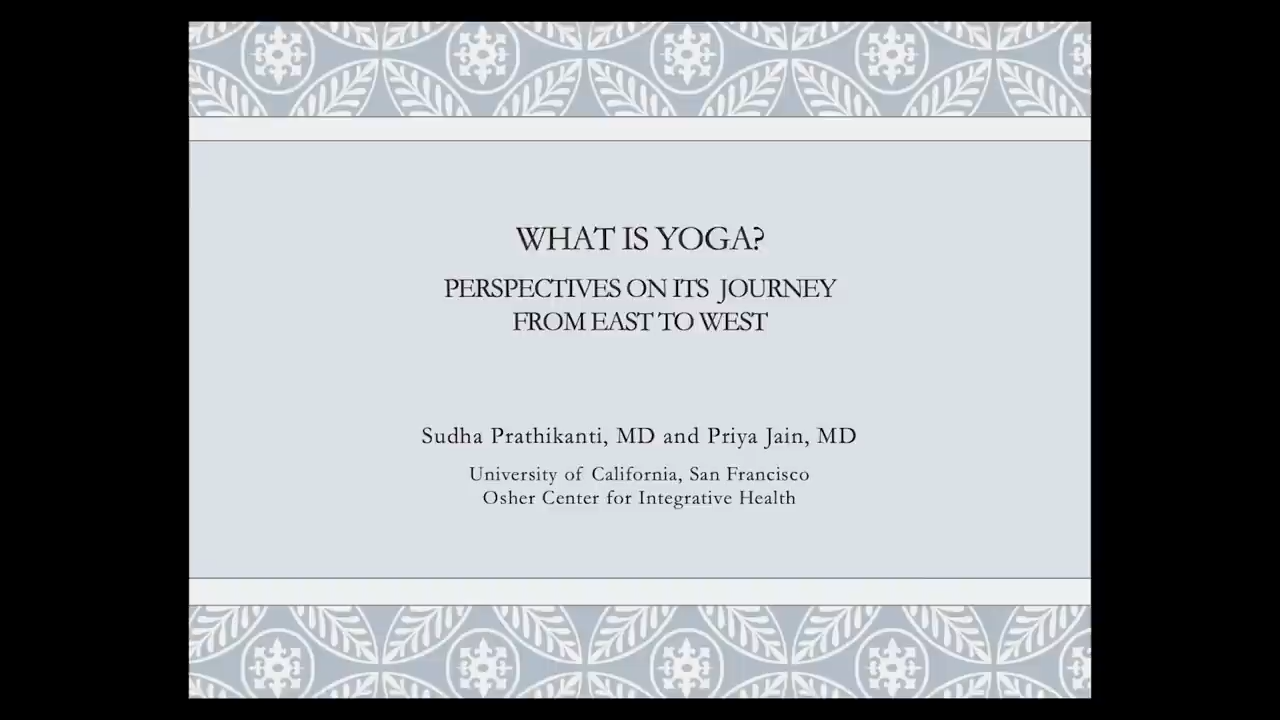 WHAT IS YOGA?
PERSPECTIVES ON ITS JOURNEY
FROM EAST TO WEST
Sudha Prathikanti, MD and Priya Jain, MD
University of California, San Francisco
Osher Center for Integrative Health